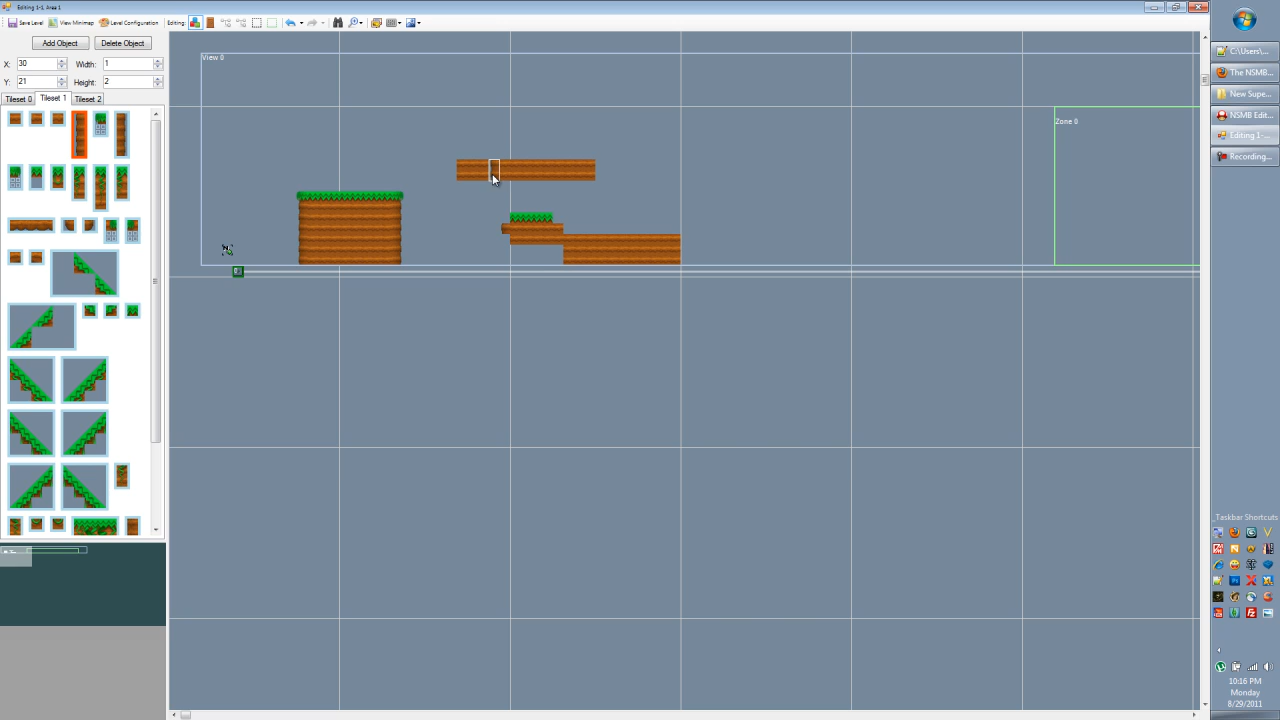 Editing 1-1, Area 1
Save Level
View Minimap
Level Configuration
Editing:
Add Object
Delete Object
X:
30
Width:
1
Y:
21
Height:
2
Tileset 0
Tileset 1
Tileset 2
View 0
Zone 0
C:\Users\...
The NSMB...
New Supe...
NSMB Edit...
Editing 1-...
Recording...
_Taskbar Shortcuts
10:16 PM
Monday
8/29/2011